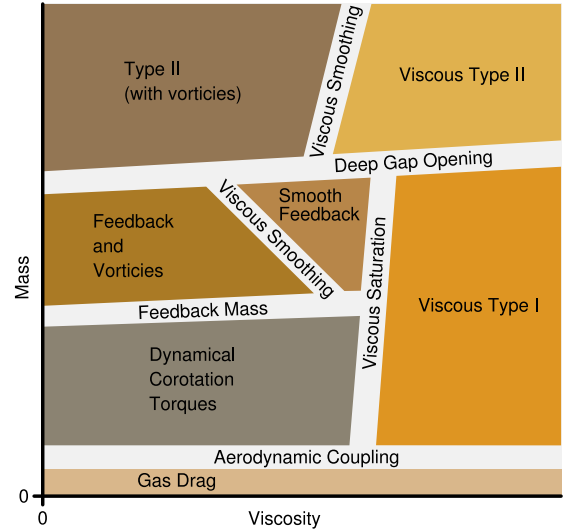 Type II
(with vorticies)
Viscous Smoothing
Viscous Type II
Deep Gap Opening
Feedback
and
Vorticies
Viscous Smoothing
Smooth
Feedback
Viscous Saturation
Viscous Type I
Mass
Feedback Mass
Dynamical
Corotation
Torques
Aerodynamic Coupling
Gas Drag
0
0
Viscosity